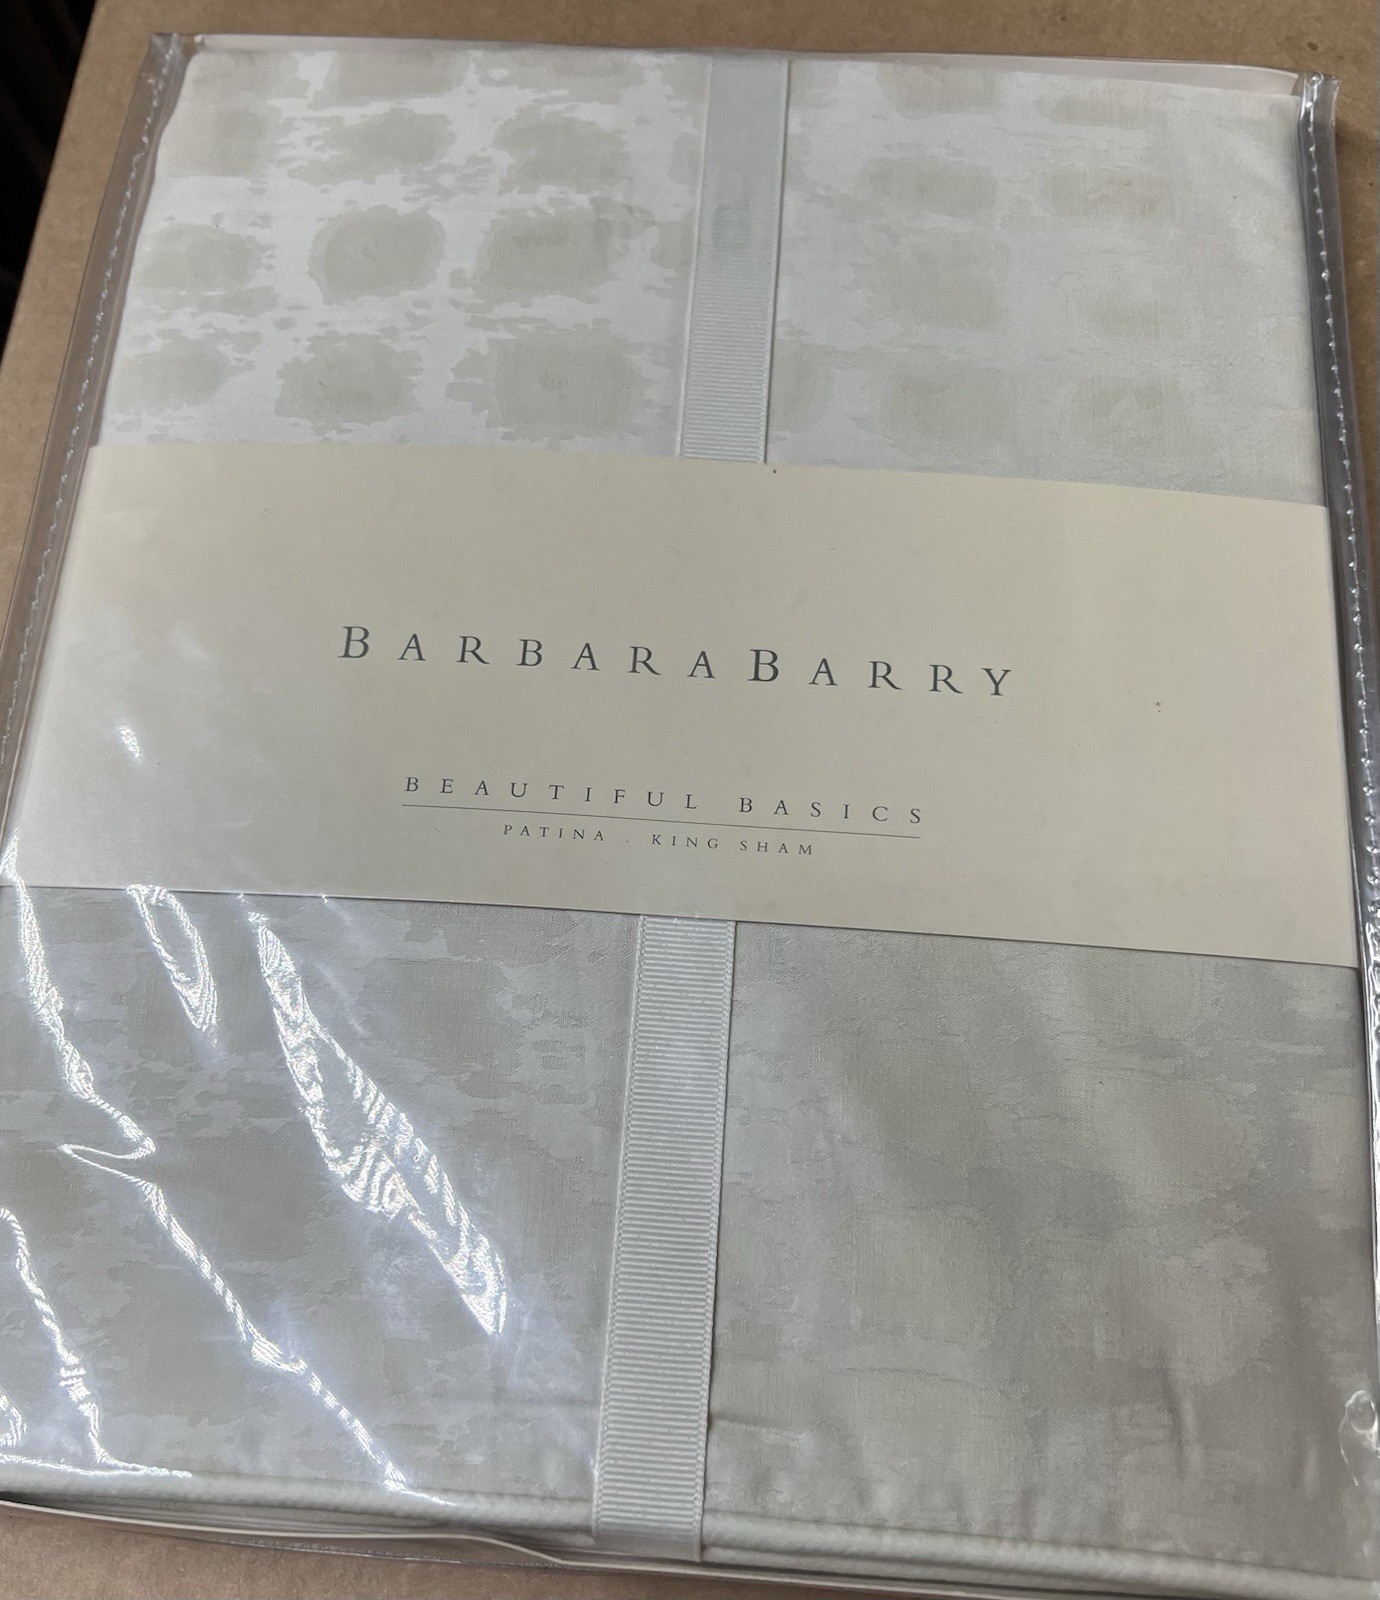 BARBARABARRY
BEAUTIFUL BASICS
PATINA . KING SHAM